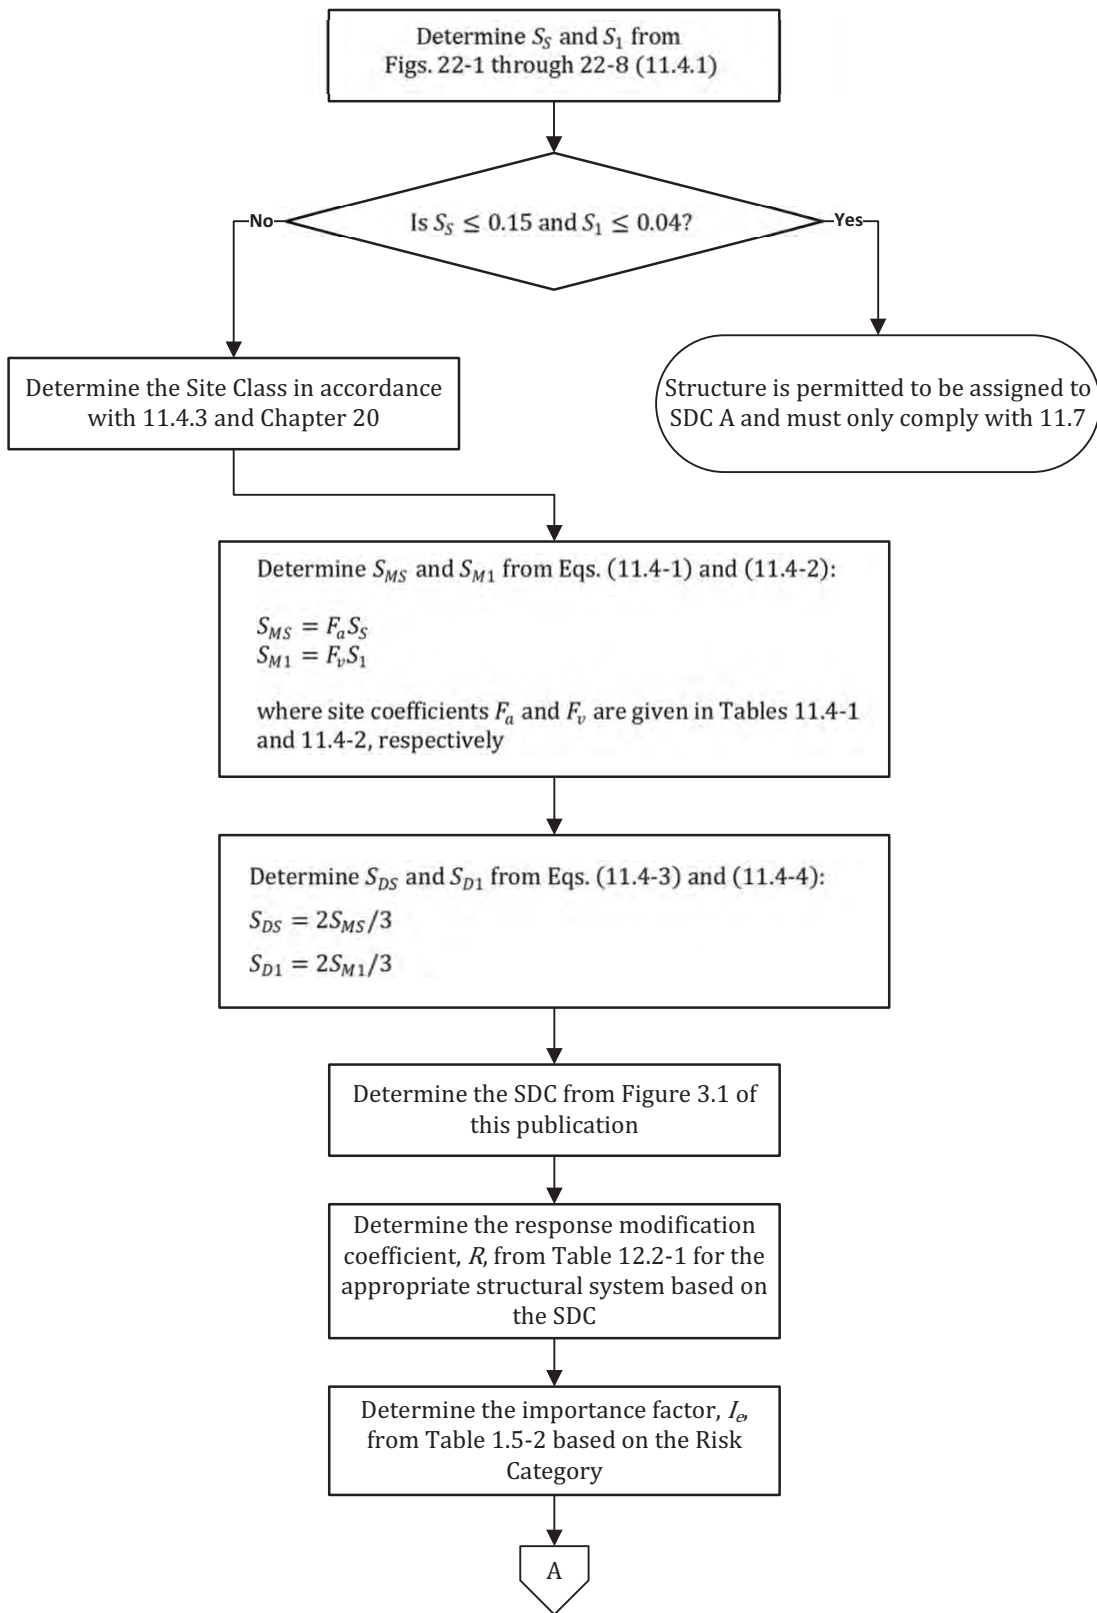 Determine S_S and S_1 from
Figs. 22-1 through 22-8 (11.4.1)
Is S_S ≤ 0.15 and S_1 ≤ 0.04?
No
Yes
Determine the Site Class in accordance
with 11.4.3 and Chapter 20
Structure is permitted to be assigned to
SDC A and must only comply with 11.7
Determine S_MS and S_M1 from Eqs. (11.4-1) and (11.4-2):
S_MS = F_a S_S
S_M1 = F_v S_1
where site coefficients F_a and F_v are given in Tables 11.4-1
and 11.4-2, respectively
Determine S_DS and S_D1 from Eqs. (11.4-3) and (11.4-4):
S_DS = 2S_MS/3
S_D1 = 2S_M1/3
Determine the SDC from Figure 3.1 of
this publication
Determine the response modification
coefficient, R, from Table 12.2-1 for the
appropriate structural system based on
the SDC
Determine the importance factor, I_e,
from Table 1.5-2 based on the Risk
Category
A